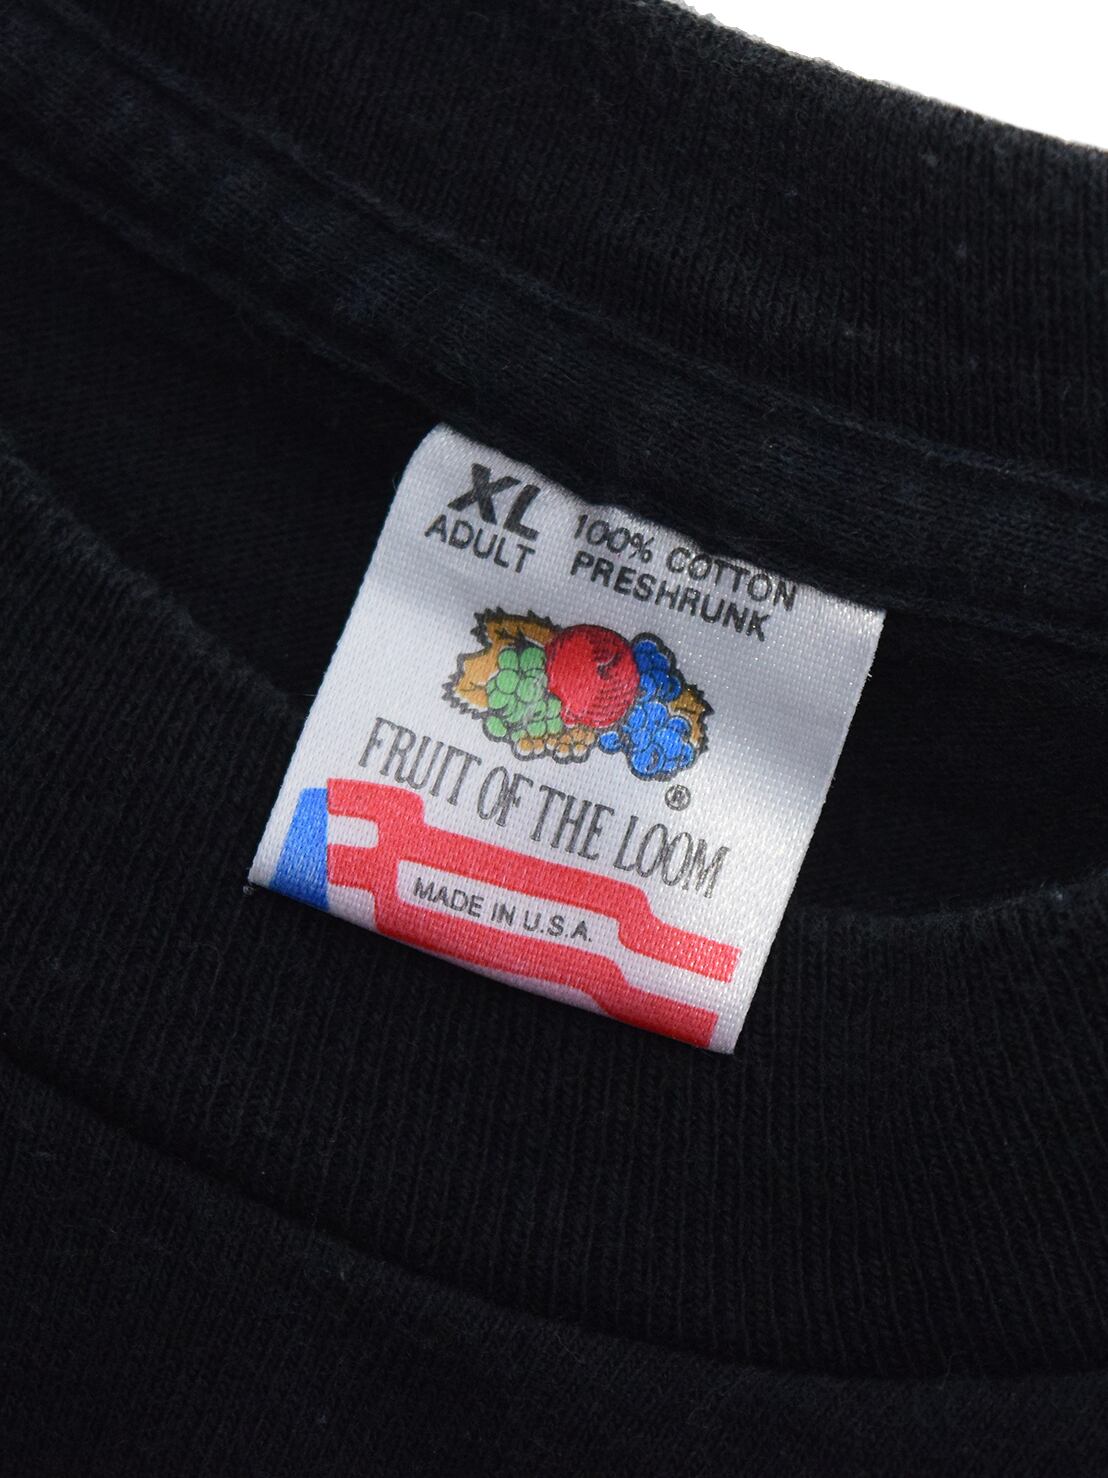 XL
ADULT
100% COTTON
PRESHRUNK
FRUIT OF THE LOOM
®
MADE IN U.S.A.